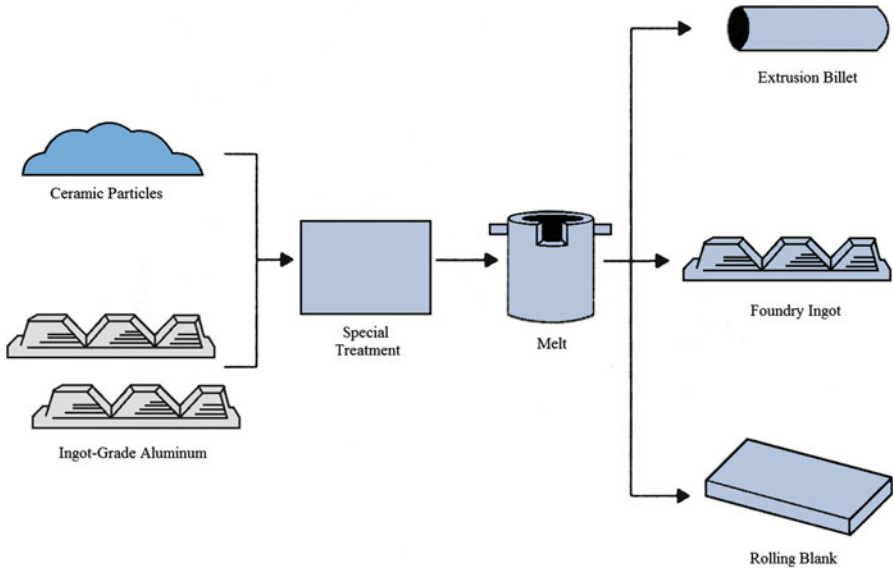 Extrusion Billet
Ceramic Particles
Special
Treatment
Melt
Foundry Ingot
Ingot-Grade Aluminum
Rolling Blank